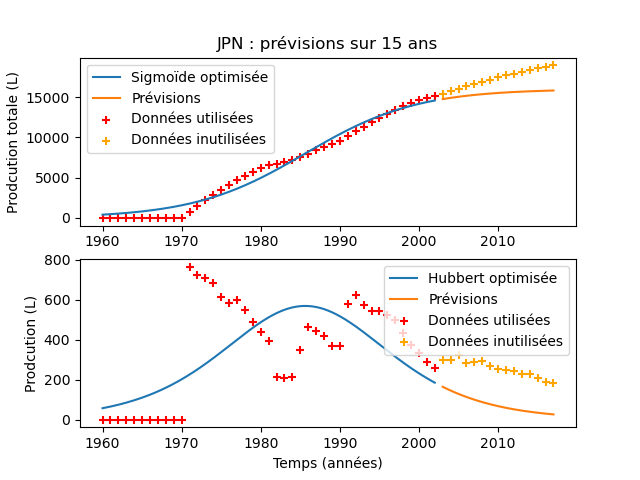 JPN : prévisions sur 15 ans
Prodcution totale (L)
15000
10000
5000
0
Sigmoïde optimisée
Prévisions
Données utilisées
Données inutilisées
1960 1970 1980 1990 2000 2010
Prodcution (L)
800
600
400
200
0
Hubbert optimisée
Prévisions
Données utilisées
Données inutilisées
1960 1970 1980 1990 2000 2010
Temps (années)